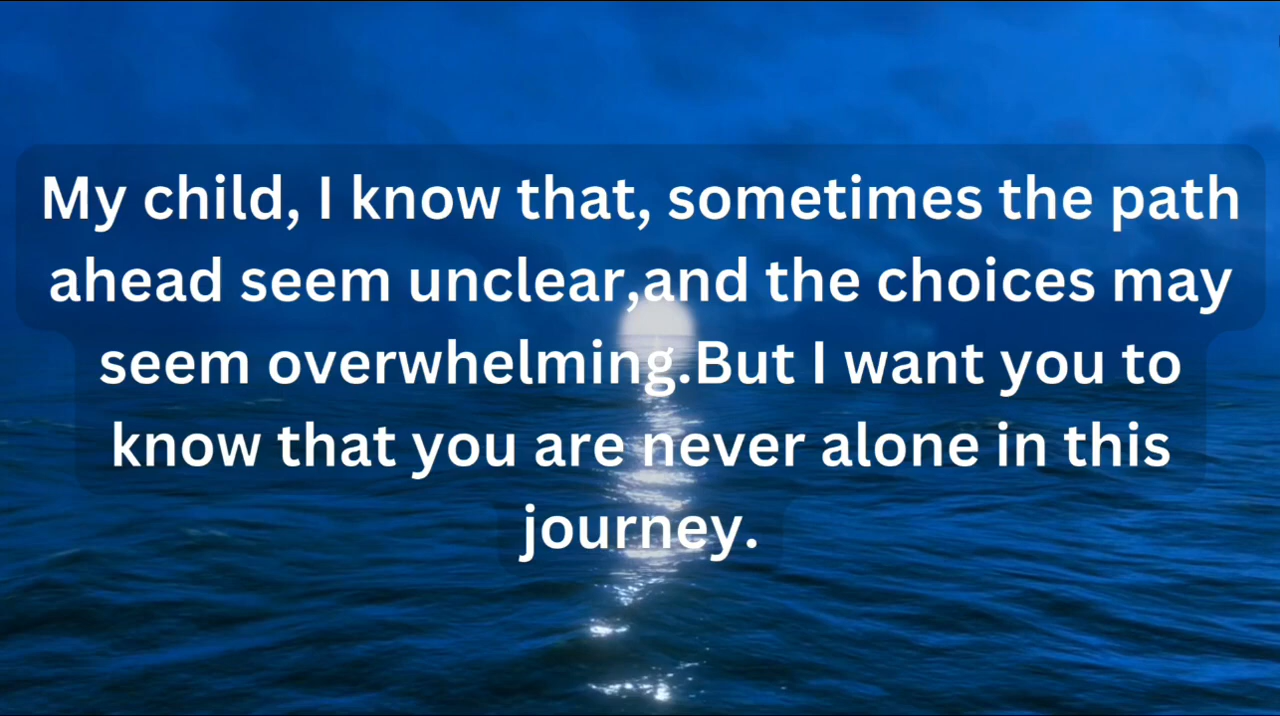 My child, I know that, sometimes the path
ahead seem unclear,and the choices may
seem overwhelming.But I want you to
know that you are never alone in this
journey.